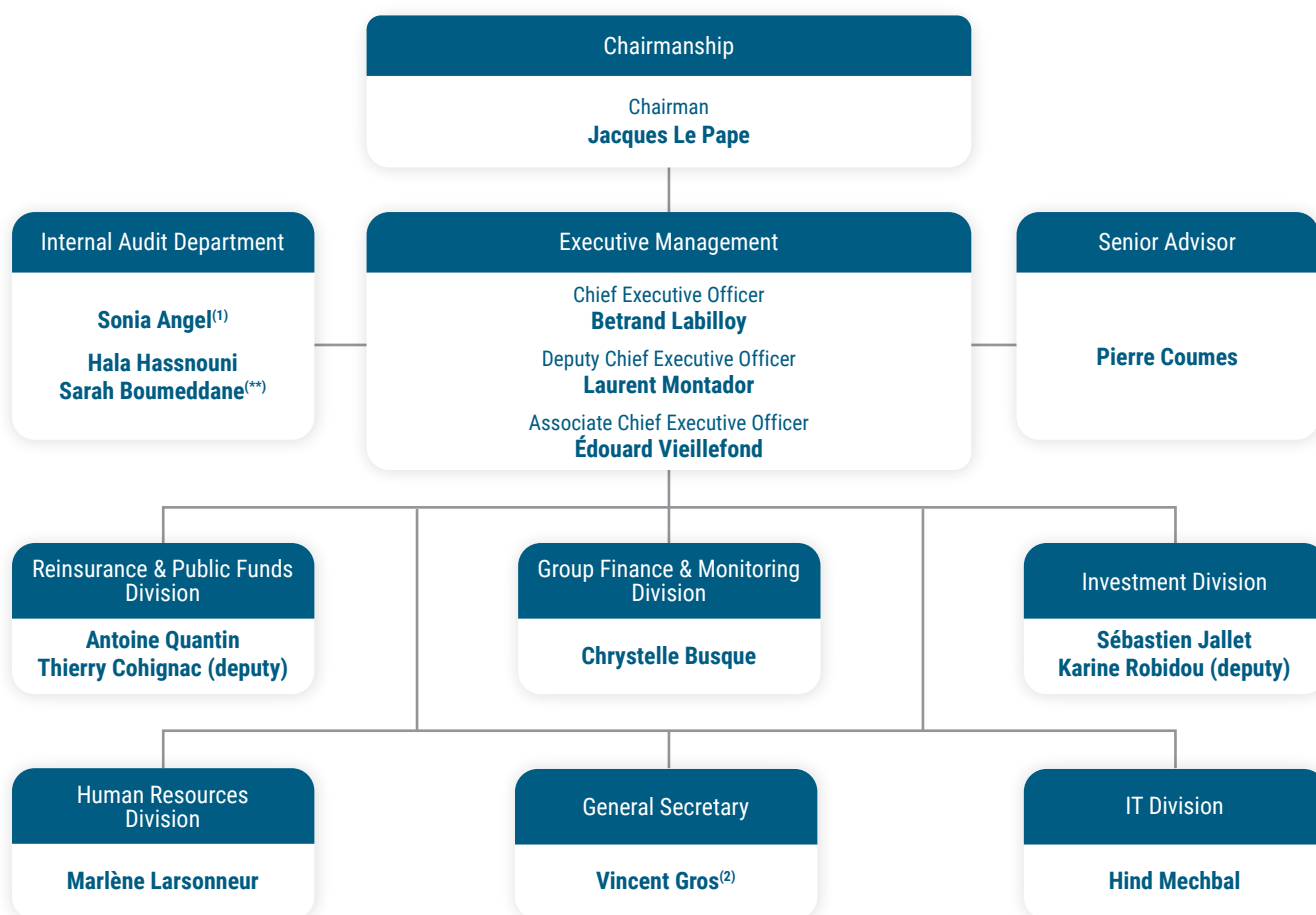 Chairmanship
Chairman
Jacques Le Pape
Internal Audit Department
Sonia Angel(1)
Hala Hassnouni
Sarah Boumeddane(**)
Executive Management
Chief Executive Officer
Betrand Labilloy
Deputy Chief Executive Officer
Laurent Montador
Associate Chief Executive Officer
Édouard Vieillefond
Senior Advisor
Pierre Coumes
Reinsurance & Public Funds
Division
Antoine Quantin
Thierry Cohignac (deputy)
Group Finance & Monitoring
Division
Chrystelle Busque
Investment Division
Sébastien Jallet
Karine Robidou (deputy)
Human Resources
Division
Marlène Larsonneur
General Secretary
Vincent Gros(2)
IT Division
Hind Mechbal